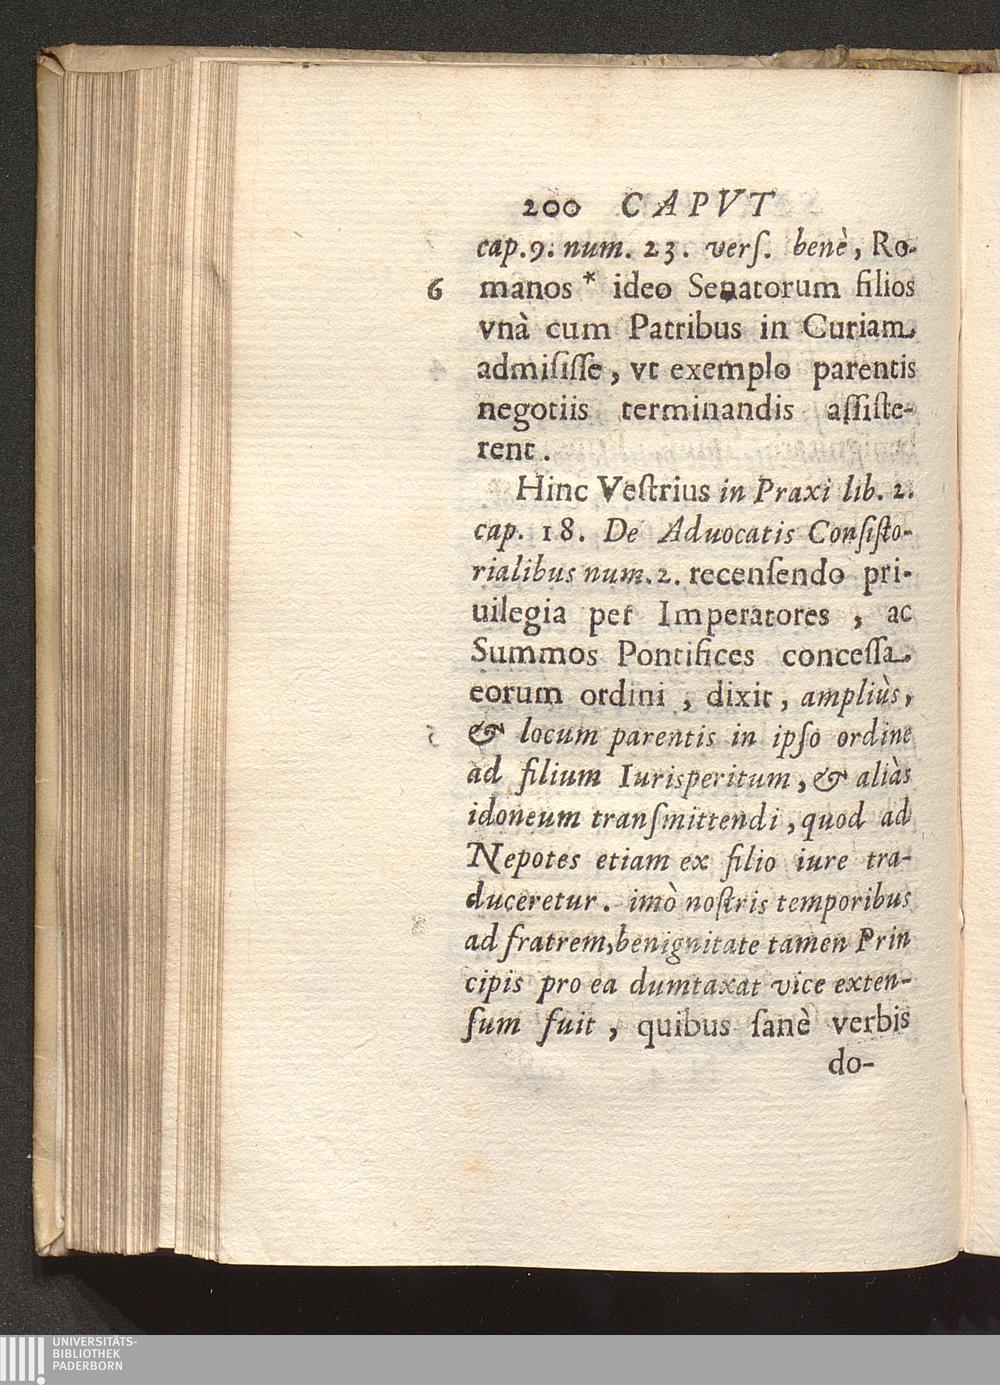 200 CAPVT
cap.9. num. 23. verſ. benè, Ro-
6 manos * ideo Senatorum filios
vnà cum Patribus in Curiam
admiſiſſe, vt exemplo parentis
negotiis terminandis aſſiſte-
rent.
Hinc Veſtrius in Praxi lib. 2.
cap. 18. De Aduocatis Conſiſto-
rialibus num. 2. recenſendo pri-
uilegia per Imperatores, ac
Summos Pontifices conceſſa
eorum ordini, dixit, ampliùs,
& locum parentis in ipſo ordine
ad filium Iurisperitum, & aliàs
idoneum tranſmittendi, quod ad
Nepotes etiam ex filio iure tra-
duceretur. imò noſtris temporibus
ad fratrem, benignitate tamen Prin
cipis pro ea dumtaxat vice exten-
ſum fuit, quibus ſanè verbis
do-
UNIVERSITÄTS-
BIBLIOTHEK
PADERBORN